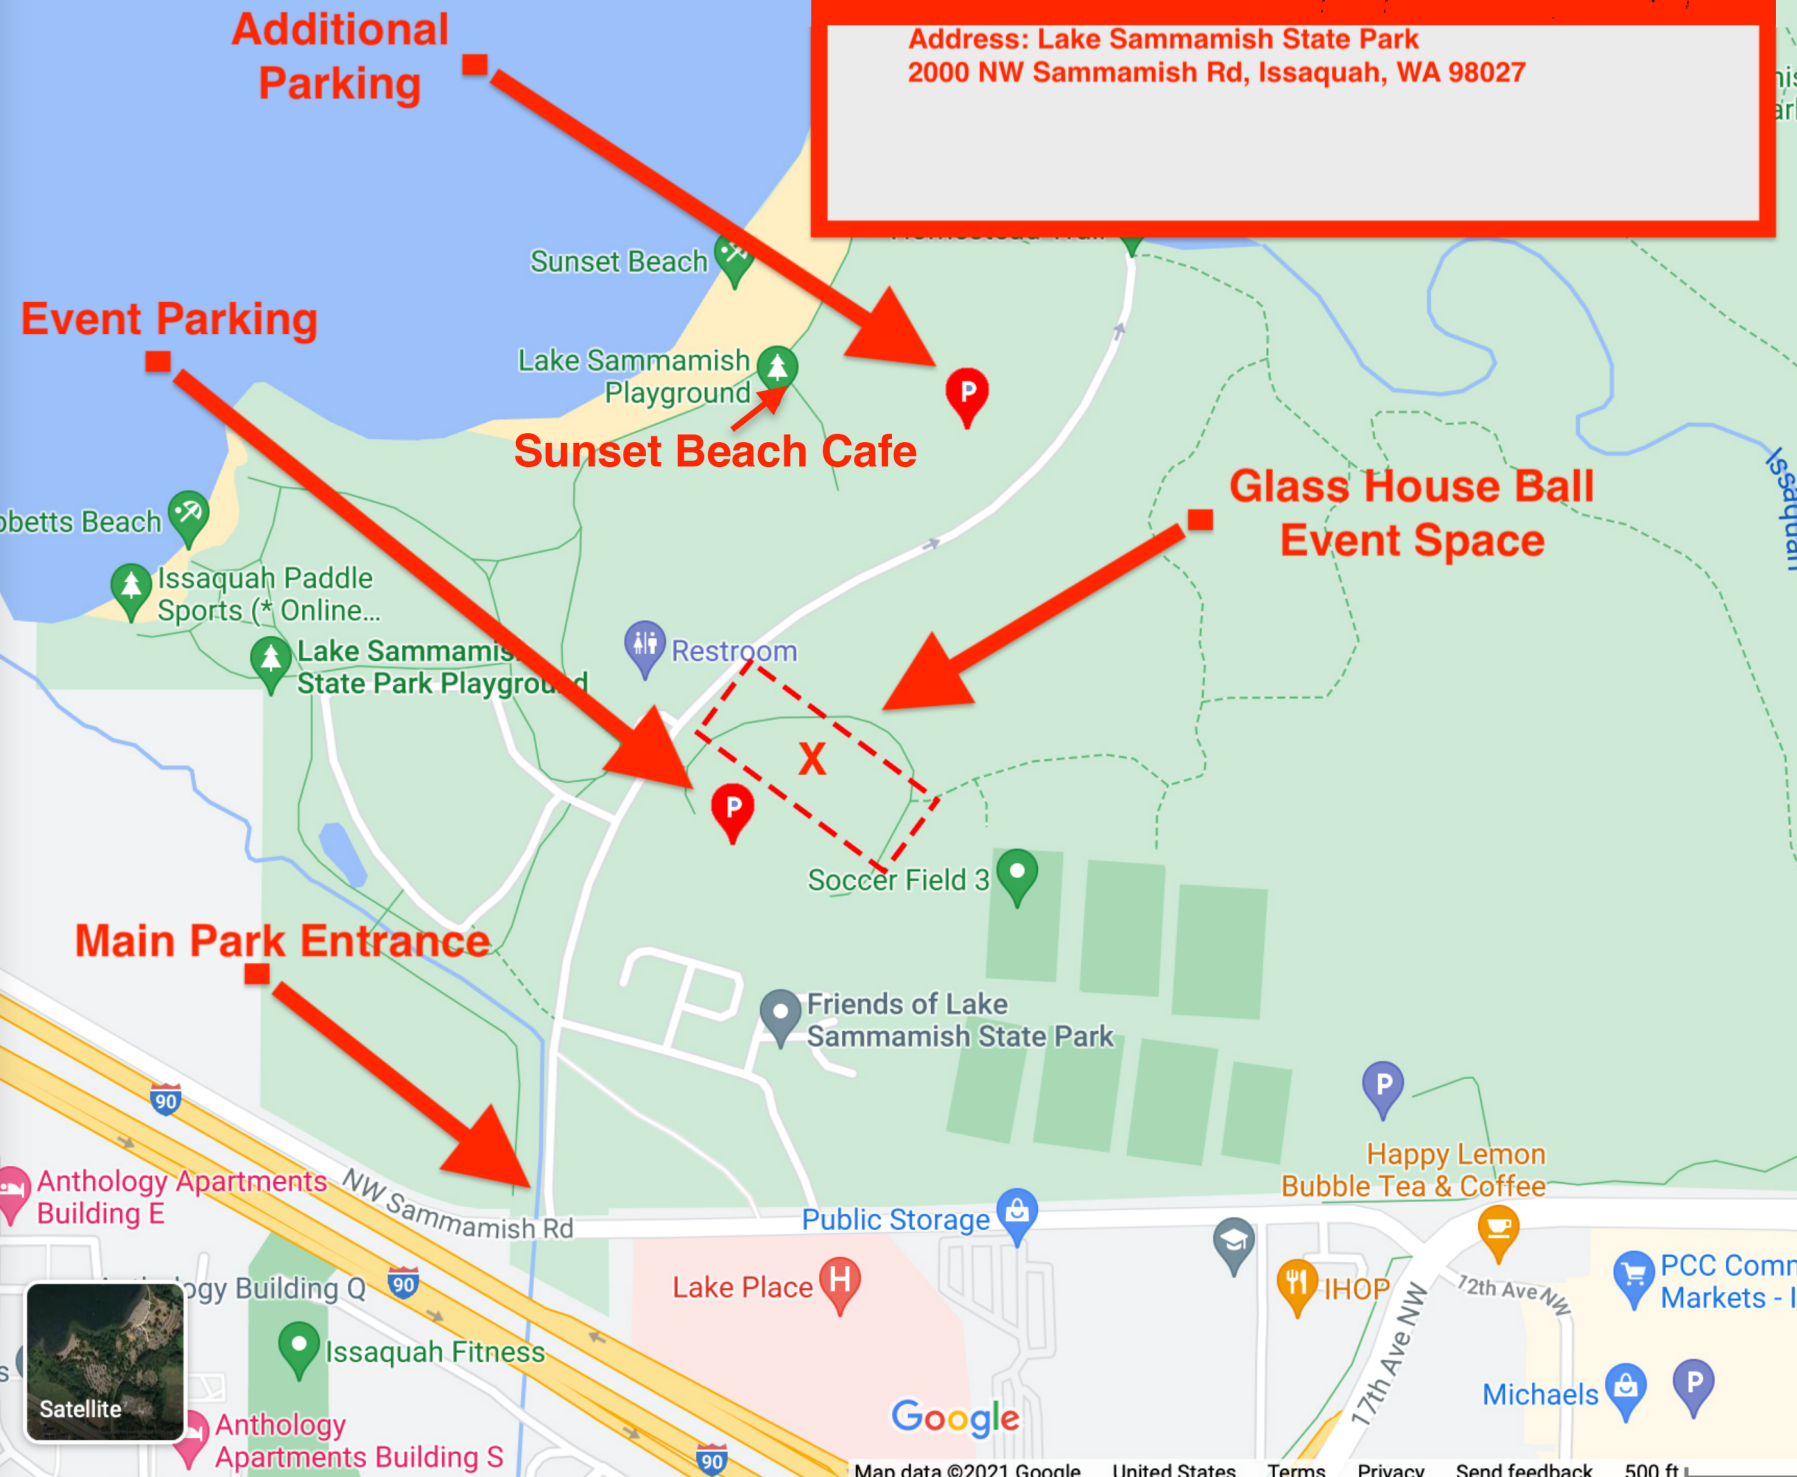 Additional
Parking
Address: Lake Sammamish State Park
2000 NW Sammamish Rd, Issaquah, WA 98027
Sunset Beach
Event Parking
Lake Sammamish
Playground
P
Sunset Beach Cafe
Glass House Ball
Event Space
Issaquah
Beach
Issaquah Paddle
Sports (* Online...
Restroom
Lake Sammamis
State Park Playground
X
P
Soccer Field 3
Main Park Entrance
Friends of Lake
Sammamish State Park
P
90
Happy Lemon
Bubble Tea & Coffee
Anthology Apartments
Building E
NW Sammamish Rd
Public Storage
Lake Place
H
IHOP
12th Ave NW
17th Ave NW
PCC Comm
Markets - I
ogy Building Q
90
Issaquah Fitness
Michaels
P
Satellite
Anthology
Apartments Building S
90
Google
Map data ©2021 Google United States Terms Privacy Send feedback 500 ft